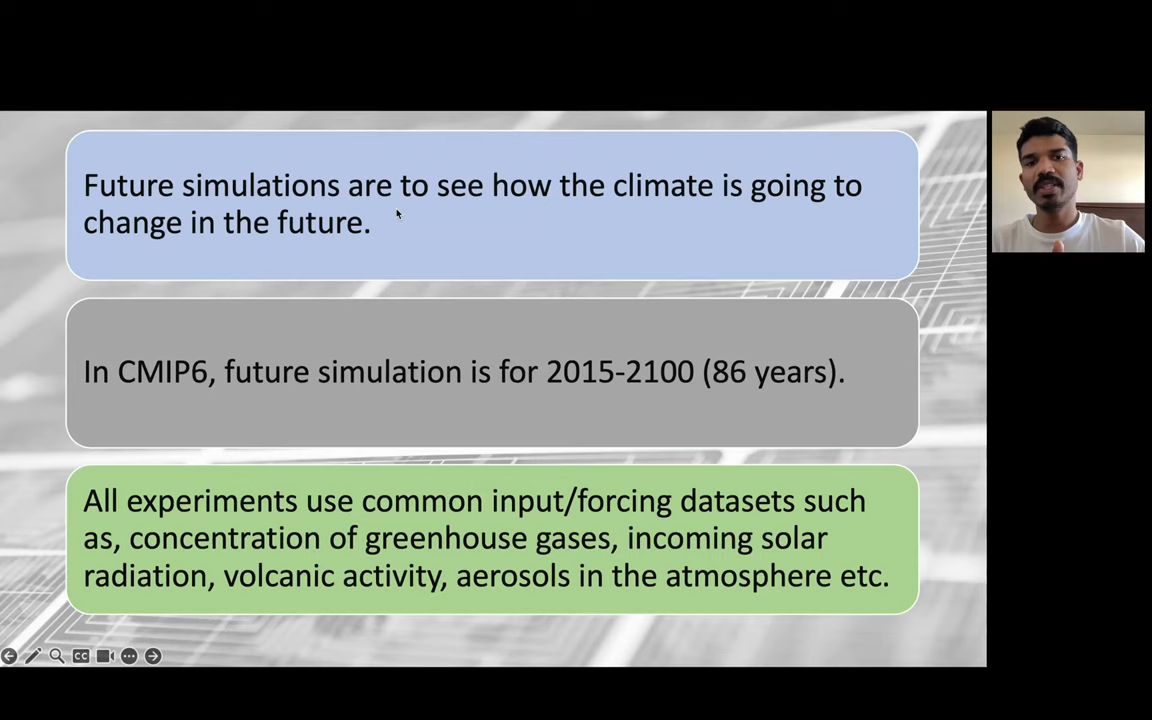 Future simulations are to see how the climate is going to
change in the future.
In CMIP6, future simulation is for 2015-2100 (86 years).
All experiments use common input/forcing datasets such
as, concentration of greenhouse gases, incoming solar
radiation, volcanic activity, aerosols in the atmosphere etc.
CC